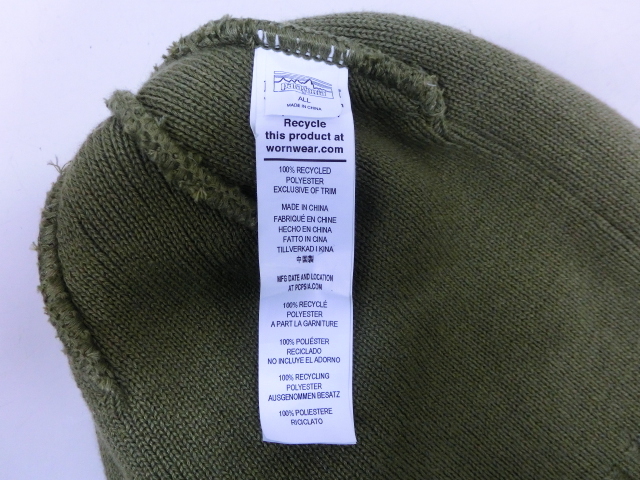 patagonia
ALL
MADE IN CHINA
Recycle
this product at
wornwear.com
100% RECYCLED
POLYESTER
EXCLUSIVE OF TRIM
MADE IN CHINA
FABRIQUÉ EN CHINE
HECHO EN CHINA
FATTO IN CINA
TILLVERKAD I KINA
中国製
MFG DATE AND LOCATION
AT PCPSIA.COM
100% RECYCLÉ
POLYESTER
A PART LA GARNITURE
100% POLIÉSTER
RECICLADO
NO INCLUYE EL ADORNO
100% RECYCLING
POLYESTER
AUSGENOMMEN BESATZ
100% POLIESTERE
RICICLATO